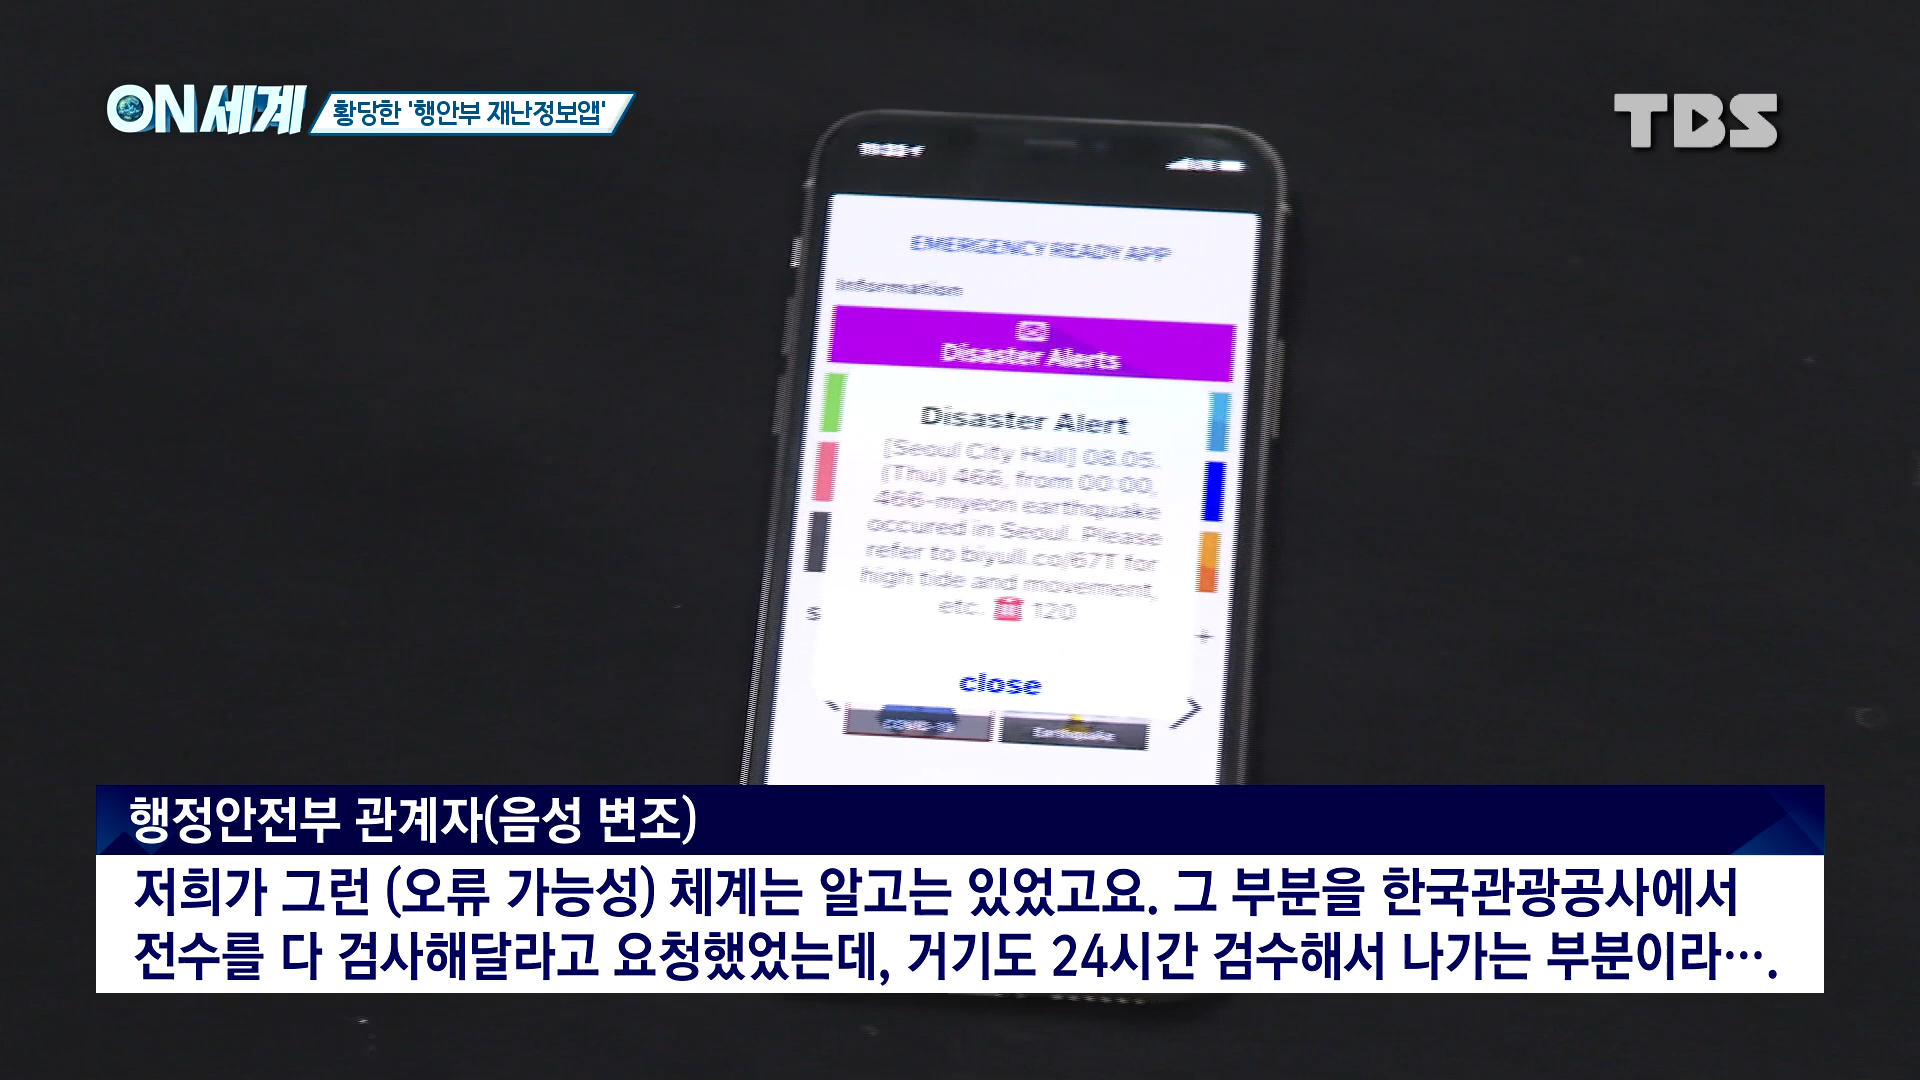 ON세계
황당한 '행안부 재난정보앱'
TBS
EMERGENCY READY APP
Information
Disaster Alerts
Disaster Alert
[Seoul City Hall] 08.05.
(Thu) 466, from 00:00,
466-myeon earthquake
occured in Seoul. Please
refer to biyull.co/67T for
high tide and movement,
etc. 120
close
COVID-19
Earthquake
행정안전부 관계자(음성 변조)
저희가 그런 (오류 가능성) 체계는 알고는 있었고요. 그 부분을 한국관광공사에서
전수를 다 검사해달라고 요청했었는데, 거기도 24시간 검수해서 나가는 부분이라….